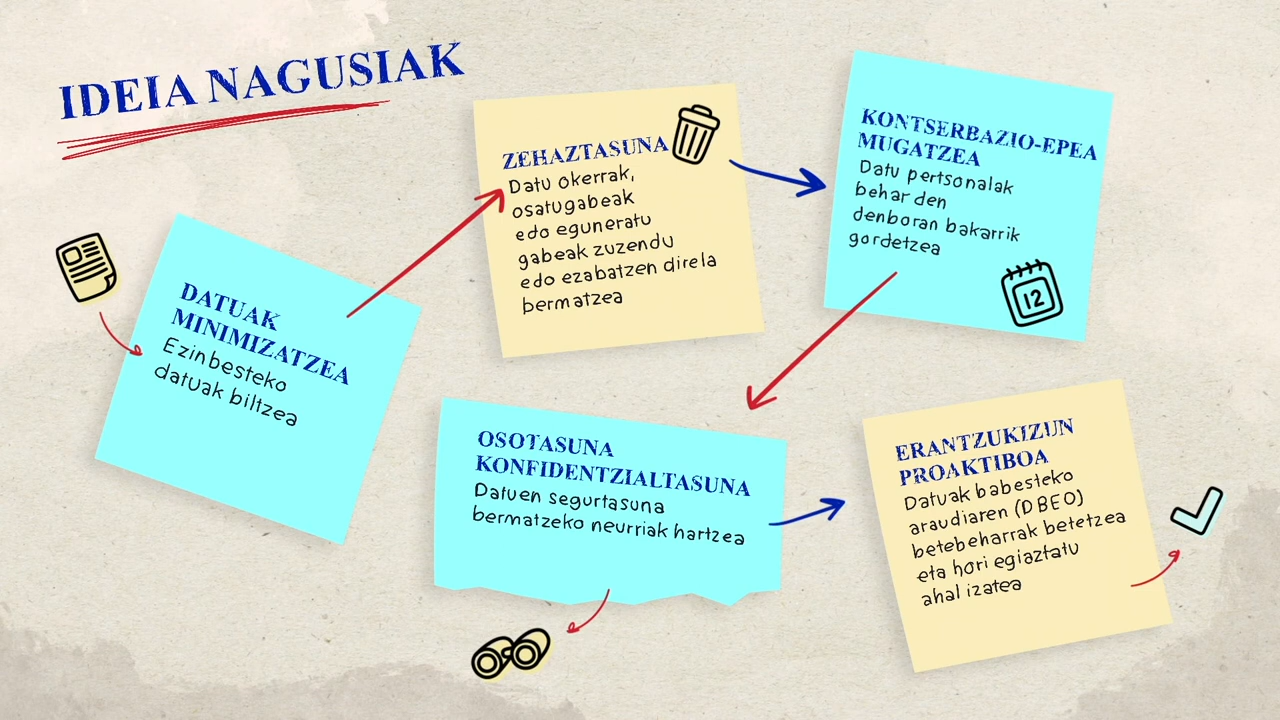 IDEIA NAGUSIAK
DATUAK
MINIMIZATZEA
Ezinbesteko
datuak biltzea
ZEHAZTASUNA
Datu okerrak,
osatugabeak
edo eguneratu
gabeak zuzendu
edo ezabatzen direla
bermatzea
KONTSERBAZIO-EPEA
MUGATZEA
Datu pertsonalak
behar den
denboran bakarrik
gordetzea
12
OSOTASUNA
KONFIDENTZIALTASUNA
Datuen segurtasuna
bermatzeko neurriak hartzea
ERANTZUKIZUN
PROAKTIBOA
Datuak babesteko
araudiaren (DBEO)
betebeharrak betetzea
eta hori egiaztatu
ahal izatea